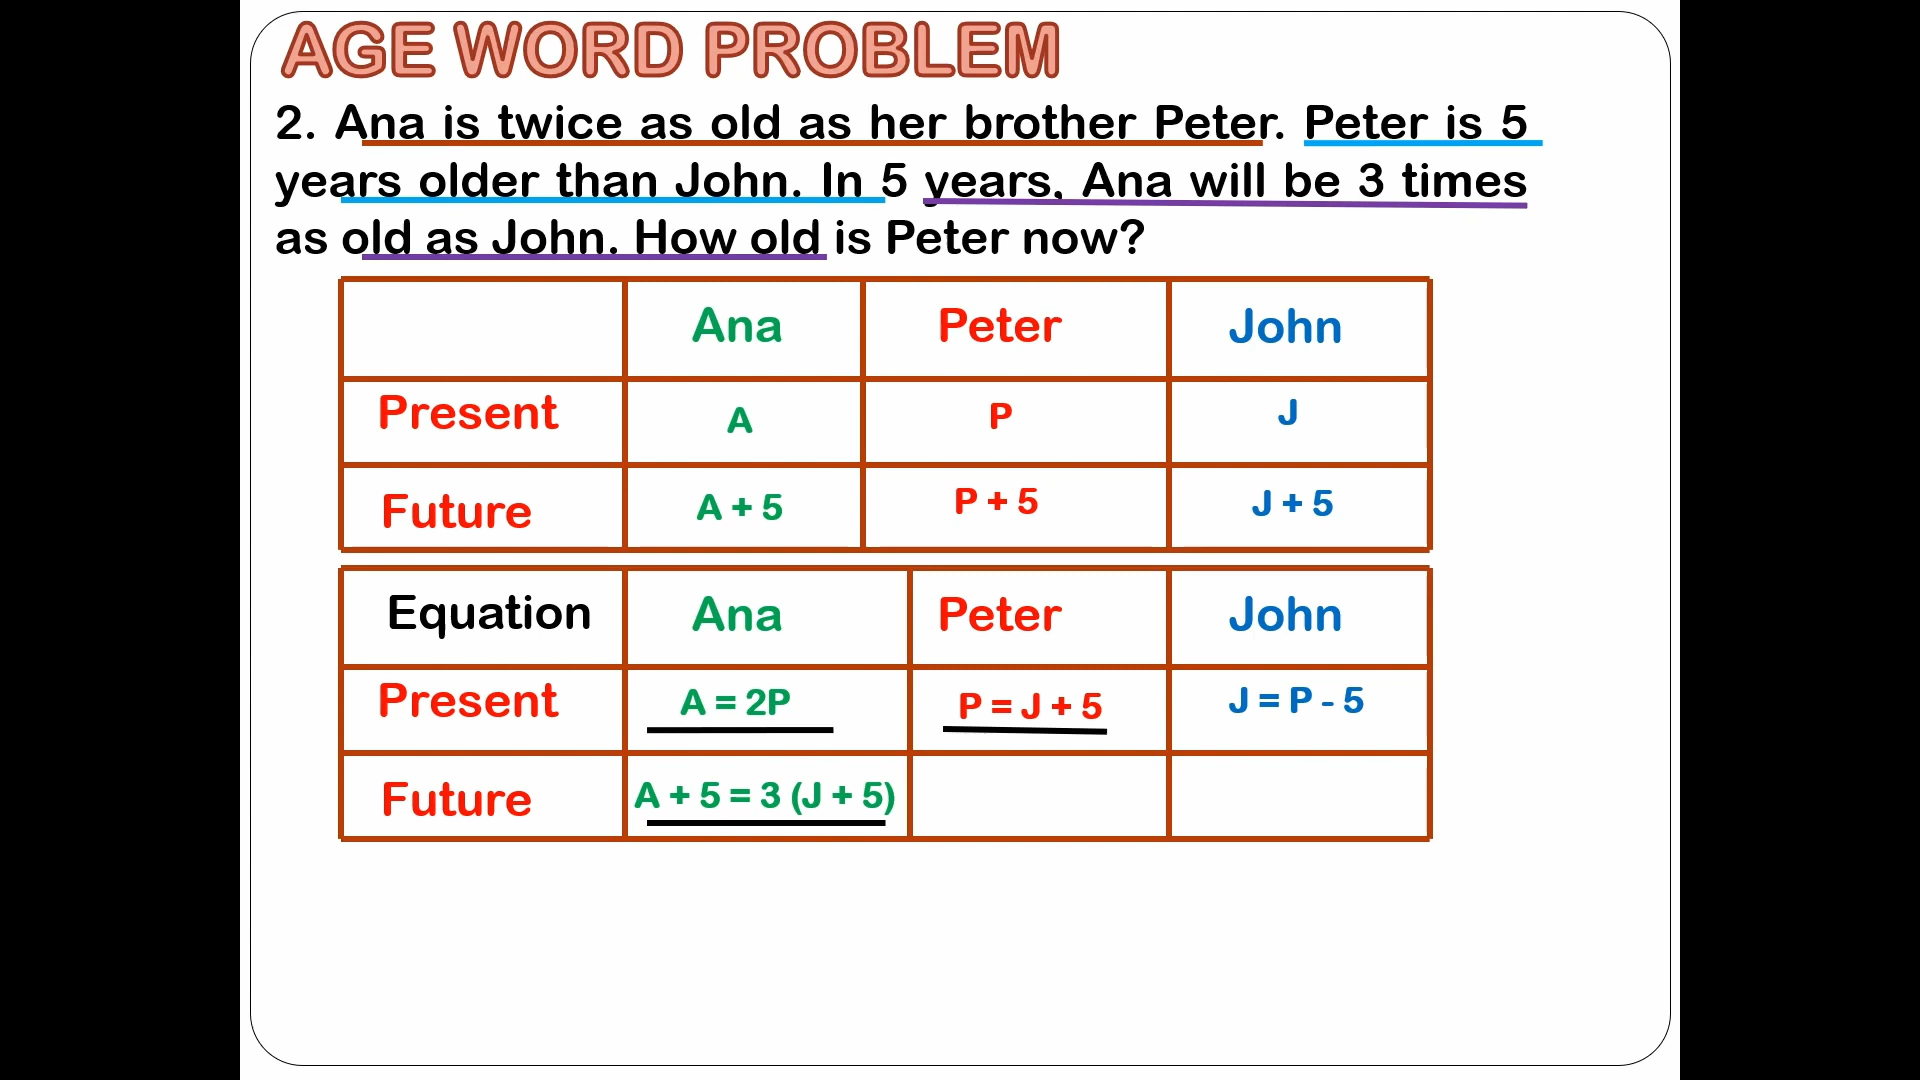 AGE WORD PROBLEM
2. Ana is twice as old as her brother Peter. Peter is 5
years older than John. In 5 years, Ana will be 3 times
as old as John. How old is Peter now?
Ana Peter John
Present A P J
Future A + 5 P + 5 J + 5
Equation Ana Peter John
Present A = 2P P = J + 5 J = P - 5
Future A + 5 = 3 (J + 5)